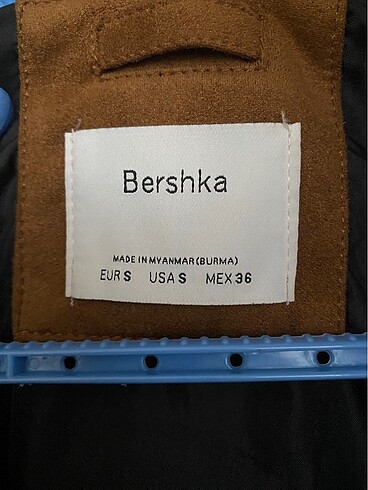 Bershka
MADE IN MYANMAR (BURMA)
EUR S USA S MEX 36